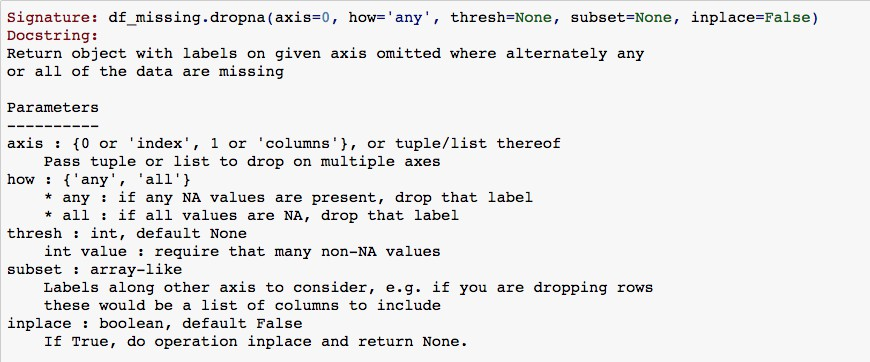 Signature: df_missing.dropna(axis=0, how='any', thresh=None, subset=None, inplace=False)
Docstring:
Return object with labels on given axis omitted where alternately any
or all of the data are missing

Parameters
----------
axis : {0 or 'index', 1 or 'columns'}, or tuple/list thereof
    Pass tuple or list to drop on multiple axes
how : {'any', 'all'}
    * any : if any NA values are present, drop that label
    * all : if all values are NA, drop that label
thresh : int, default None
    int value : require that many non-NA values
subset : array-like
    Labels along other axis to consider, e.g. if you are dropping rows
    these would be a list of columns to include
inplace : boolean, default False
    If True, do operation inplace and return None.